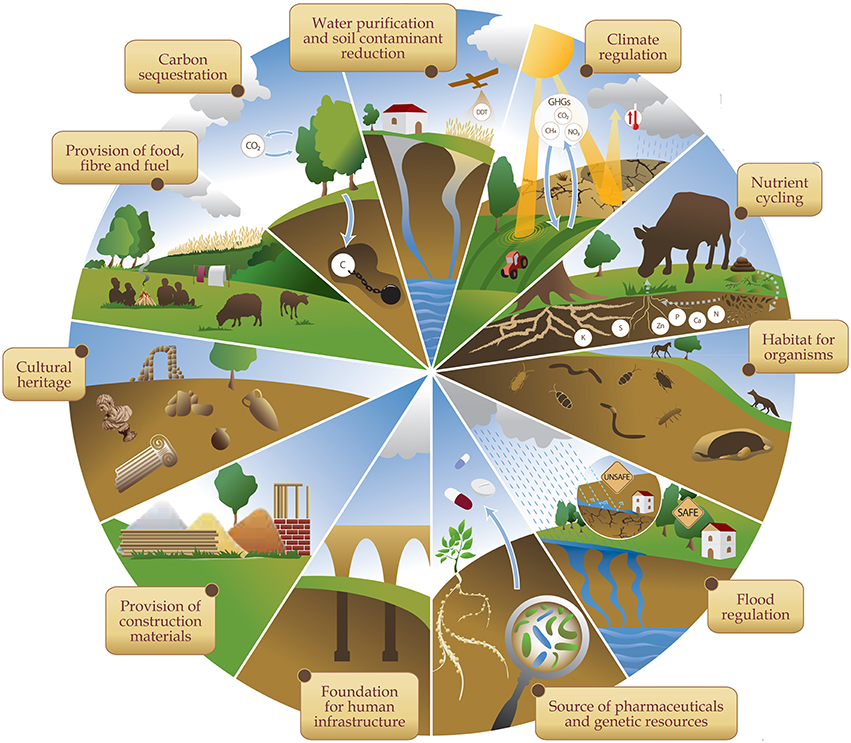 Water purification
and soil contaminant
reduction
Climate
regulation
Carbon
sequestration
Provision of food,
fibre and fuel
Nutrient
cycling
Habitat for
organisms
Cultural
heritage
Provision of
construction
materials
Foundation
for human
infrastructure
Source of pharmaceuticals
and genetic resources
Flood
regulation
CO₂
C
DDT
GHGs
CO₂
CH₄
NO₂
K
S
Zn
P
Ca
N
UNSAFE
SAFE